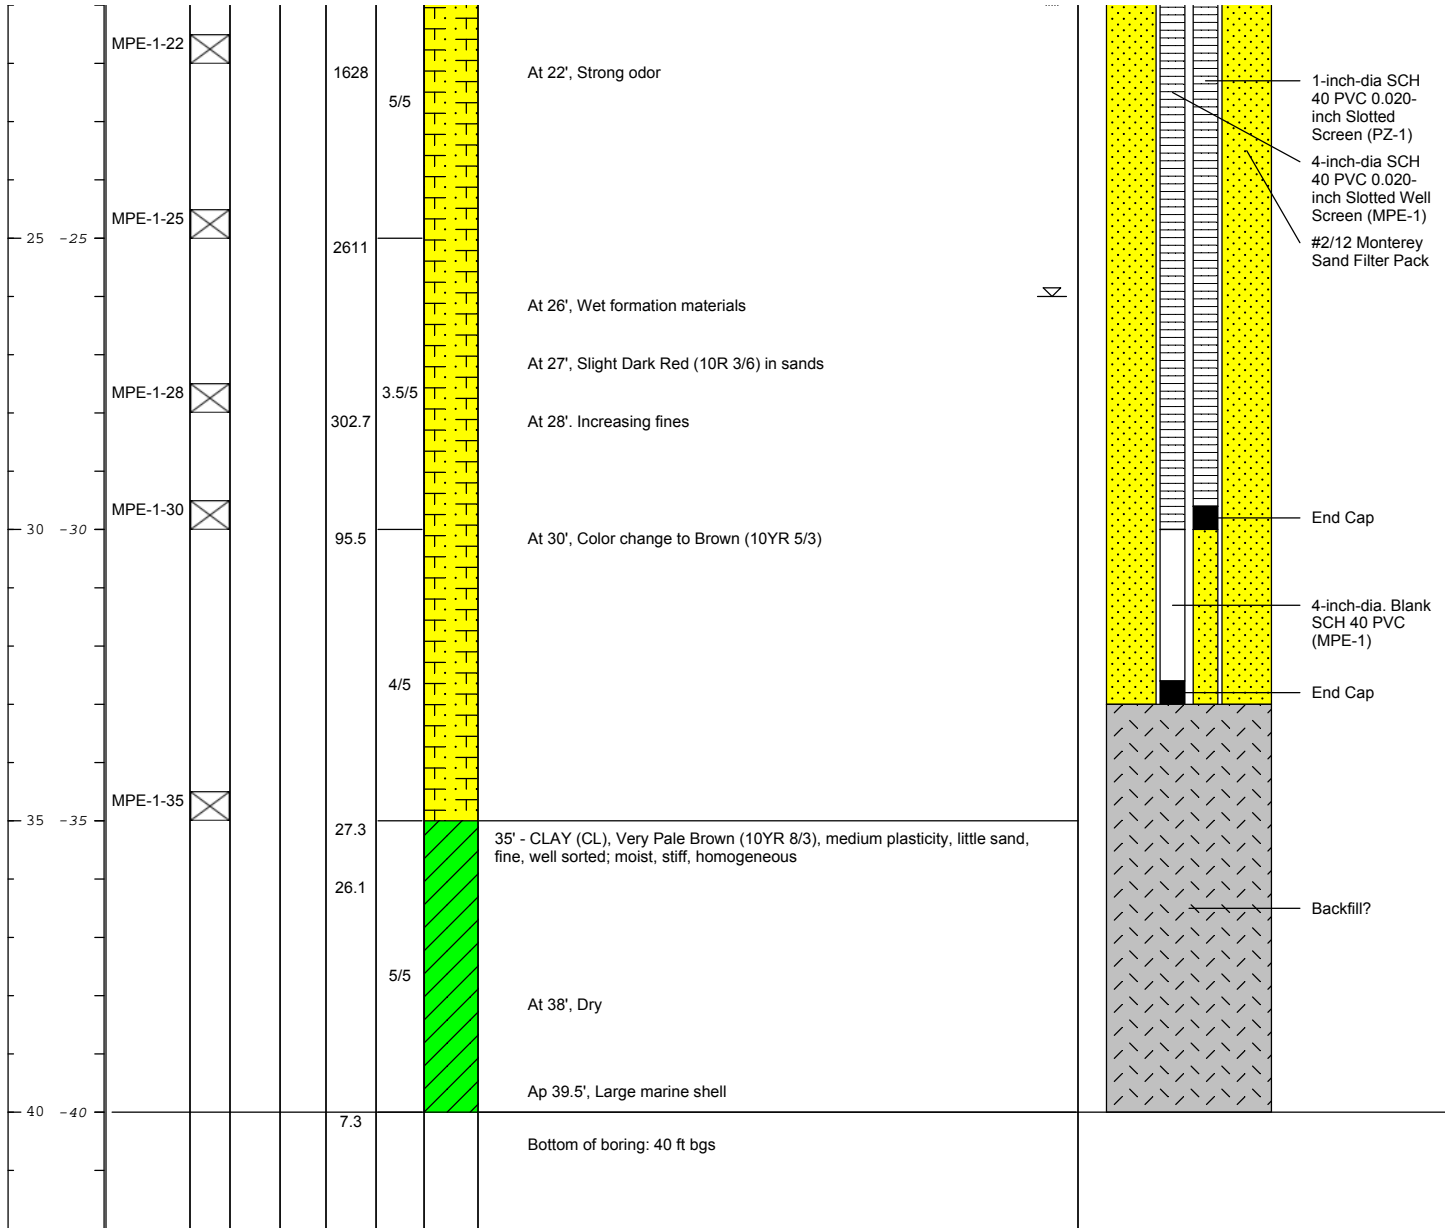 MPE-1-22
1628
At 22', Strong odor
5/5
1-inch-dia SCH
40 PVC 0.020-
inch Slotted
Screen (PZ-1)
4-inch-dia SCH
40 PVC 0.020-
inch Slotted Well
Screen (MPE-1)
#2/12 Monterey
Sand Filter Pack
MPE-1-25
25 -25
2611
At 26', Wet formation materials
At 27', Slight Dark Red (10R 3/6) in sands
MPE-1-28
3.5/5
302.7
At 28'. Increasing fines
MPE-1-30
30 -30
95.5
At 30', Color change to Brown (10YR 5/3)
End Cap
4-inch-dia. Blank
SCH 40 PVC
(MPE-1)
4/5
End Cap
MPE-1-35
35 -35
27.3
35' - CLAY (CL), Very Pale Brown (10YR 8/3), medium plasticity, little sand,
fine, well sorted; moist, stiff, homogeneous
26.1
Backfill?
5/5
At 38', Dry
Ap 39.5', Large marine shell
40 -40
7.3
Bottom of boring: 40 ft bgs